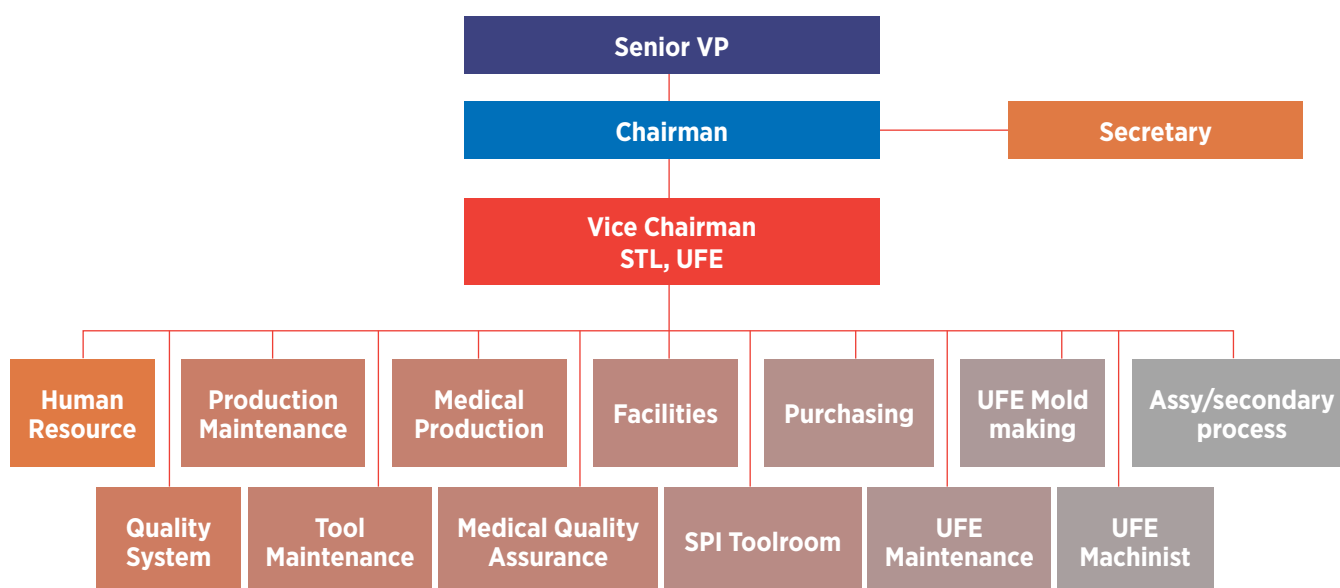 Senior VP
Chairman
Secretary
Vice Chairman
STL, UFE
Human
Resource
Production
Maintenance
Medical
Production
Facilities
Purchasing
UFE Mold
making
Assy/secondary
process
Quality
System
Tool
Maintenance
Medical Quality
Assurance
SPI Toolroom
UFE
Maintenance
UFE
Machinist